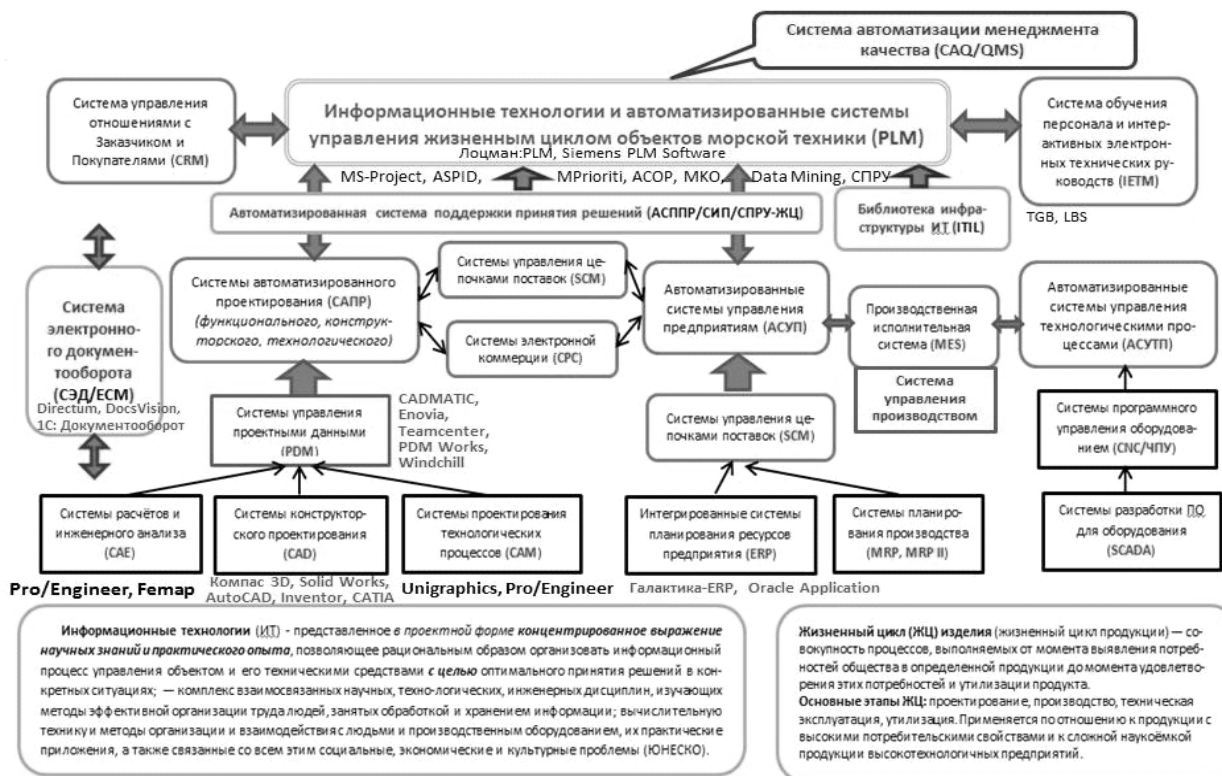 Система автоматизации менеджмента
качества (CAQ/QMS)
Система управления
отношениями с
Заказчиком и
Покупателями (CRM)
Информационные технологии и автоматизированные системы
управления жизненным циклом объектов морской техники (PLM)
Лоцман:PLM, Siemens PLM Software
Система обучения
персонала и интер-
активных электрон-
ных технических ру-
ководств (IETM)
TGB, LBS
MS-Project, ASPID,
MPrioriti, ACOP, MKO,
Data Mining, СПРУ
Автоматизированная система поддержки принятия решений (АСППР/СИП/СПРУ-ЖЦ)
Библиотека инфра-
структуры ИТ (ITIL)
Система
электронно-
го докумен-
тооборота
(СЭД/ECM)
Directum, DocsVision,
1С: Документооборот
Системы автоматизированного
проектирования (САПР)
(функционального, конструк-
торского, технологического)
Системы управления це-
почками поставок (SCM)
Системы электронной
коммерции (CPC)
Автоматизированные
системы управления
предприятиям (АСУП)
Производственная
исполнительная
система (MES)
Система
управления
производством
Автоматизированные
системы управления
технологическими про-
цессами (АСУТП)
Системы управления
проектными данными
(PDM)
CADMATIC,
Enovia,
Teamcenter,
PDM Works,
Windchill
Системы управления це-
почками поставок (SCM)
Системы программного
управления оборудова-
нием (CNC/ЧПУ)
Системы расчётов и
инженерного анализа
(CAE)
Системы конструктор-
ского проектирования
(CAD)
Системы проектирования
технологических
процессов (CAM)
Интегрированные системы
планирования ресурсов
предприятия (ERP)
Системы планиро-
вания производства
(MRP, MRP II)
Системы разработки ПО
для оборудования
(SCADA)
Pro/Engineer, Femap
Компас 3D, Solid Works,
AutoCAD, Inventor, CATIA
Unigraphics, Pro/Engineer
Галактика-ERP, Oracle Application
Информационные технологии (ИТ) - представленное в проектной форме концентрированное выражение
научных знаний и практического опыта, позволяющее рациональным образом организовать информационный
процесс управления объектом и его техническими средствами с целью оптимального принятия решений в кон-
кретных ситуациях; — комплекс взаимосвязанных научных, техно-логических, инженерных дисциплин, изучающих
методы эффективной организации труда людей, занятых обработкой и хранением информации; вычислительную
технику и методы организации и взаимодействия с людьми и производственным оборудованием, их практические
приложения, а также связанные со всем этим социальные, экономические и культурные проблемы (ЮНЕСКО).
Жизненный цикл (ЖЦ) изделия (жизненный цикл продукции) — со-
вокупность процессов, выполняемых от момента выявления потреб-
ностей общества в определенной продукции до момента удовлетво-
рения этих потребностей и утилизации продукта.
Основные этапы ЖЦ: проектирование, производство, техническая
эксплуатация, утилизация. Применяется по отношению к продукции с
высокими потребительскими свойствами и к сложной наукоёмкой
продукции высокотехнологичных предприятий.